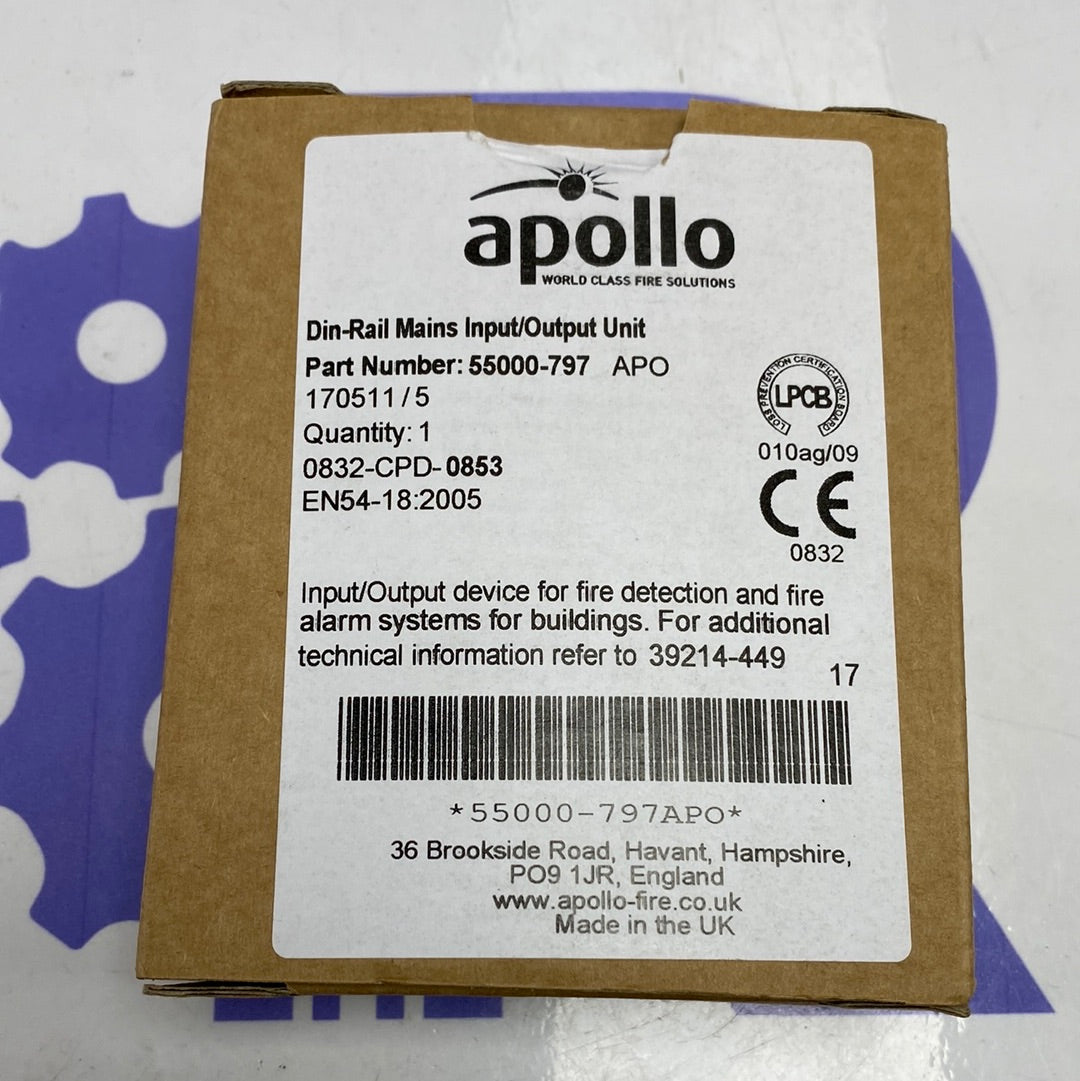 apollo
WORLD CLASS FIRE SOLUTIONS
Din-Rail Mains Input/Output Unit
Part Number: 55000-797 APO
170511/5
Quantity: 1
0832-CPD-0853
EN54-18:2005
LOSS PREVENTION CERTIFICATION BOARD
LPCB
010ag/09
CE
0832
Input/Output device for fire detection and fire
alarm systems for buildings. For additional
technical information refer to 39214-449
17
*55000-797APO*
36 Brookside Road, Havant, Hampshire,
PO9 1JR, England
www.apollo-fire.co.uk
Made in the UK